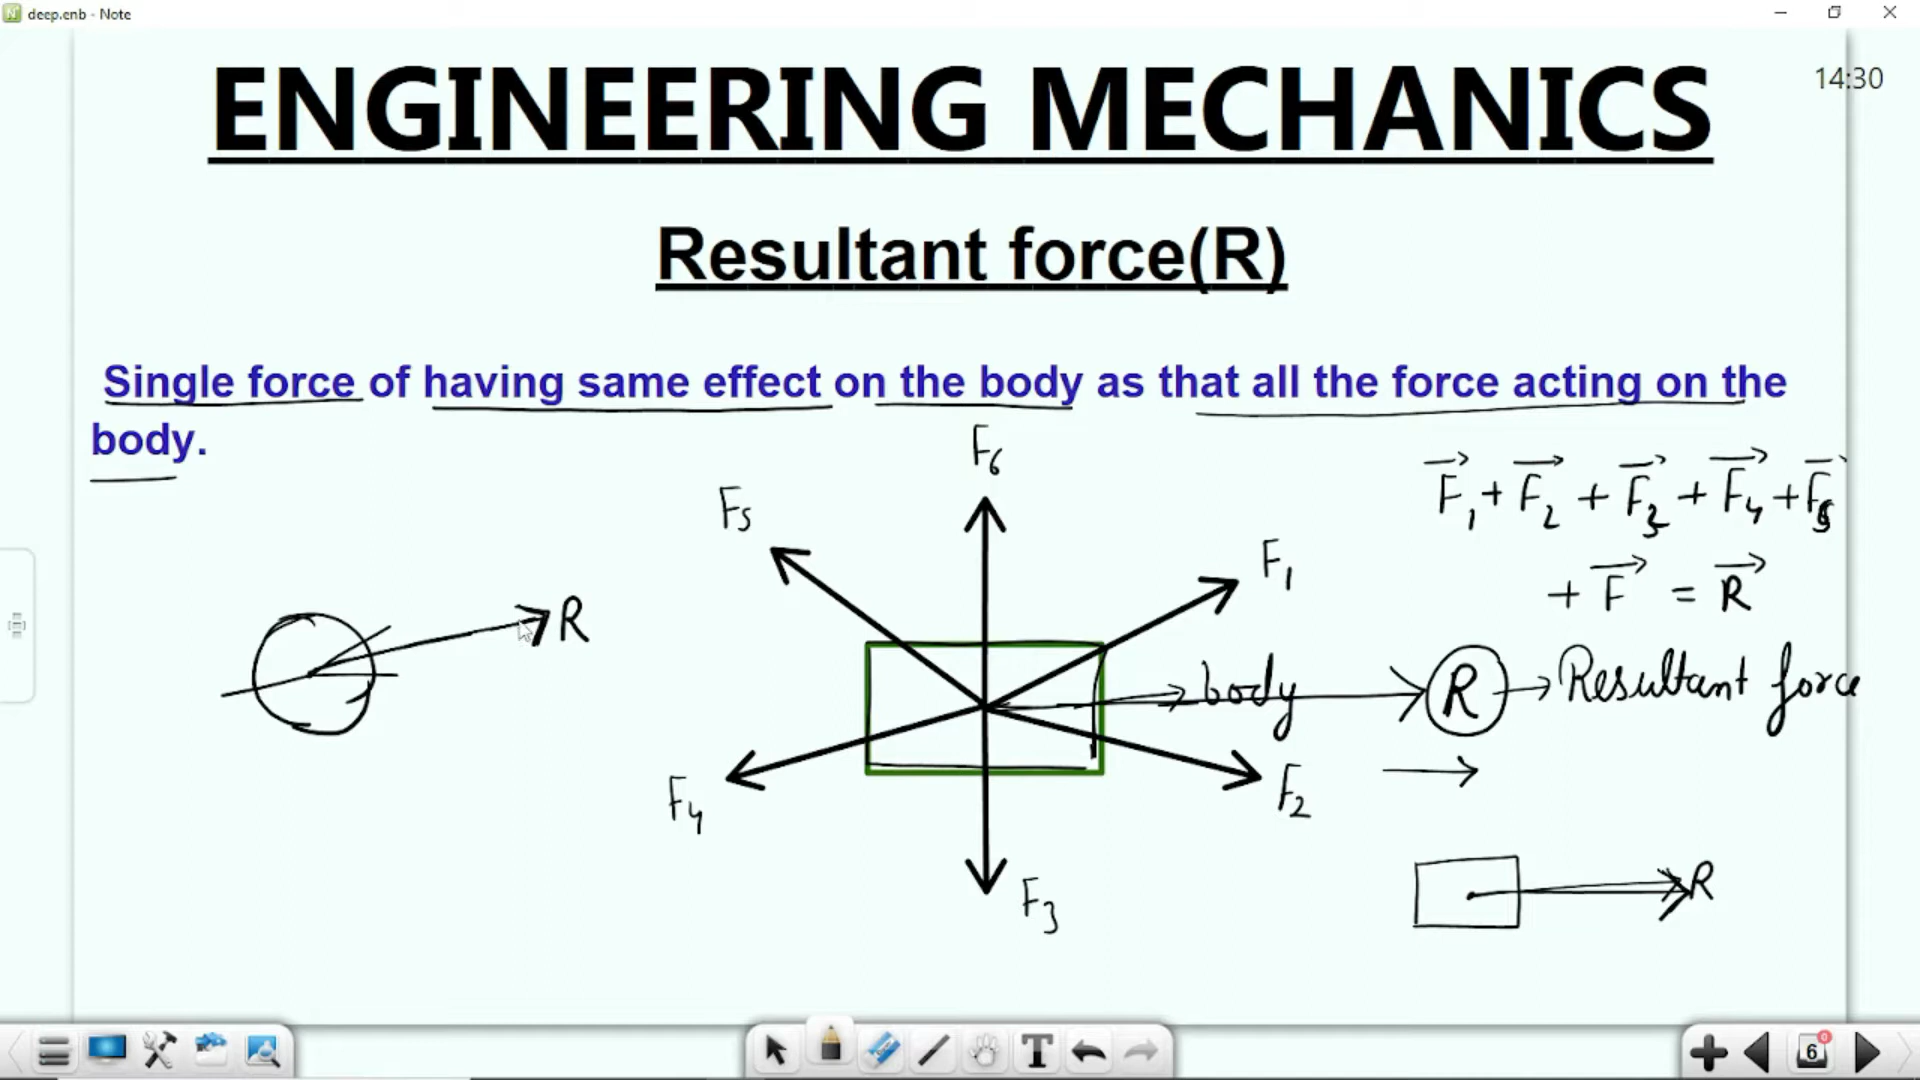 deep.enb - Note
ENGINEERING MECHANICS
14:30
Resultant force(R)
Single force of having same effect on the body as that all the force acting on the
body.
F6
F5
F1
F1 + F2 + F3 + F4 + F5
+ F = R
R
body
R → Resultant force
F4
F2
F3
R
T
6
0